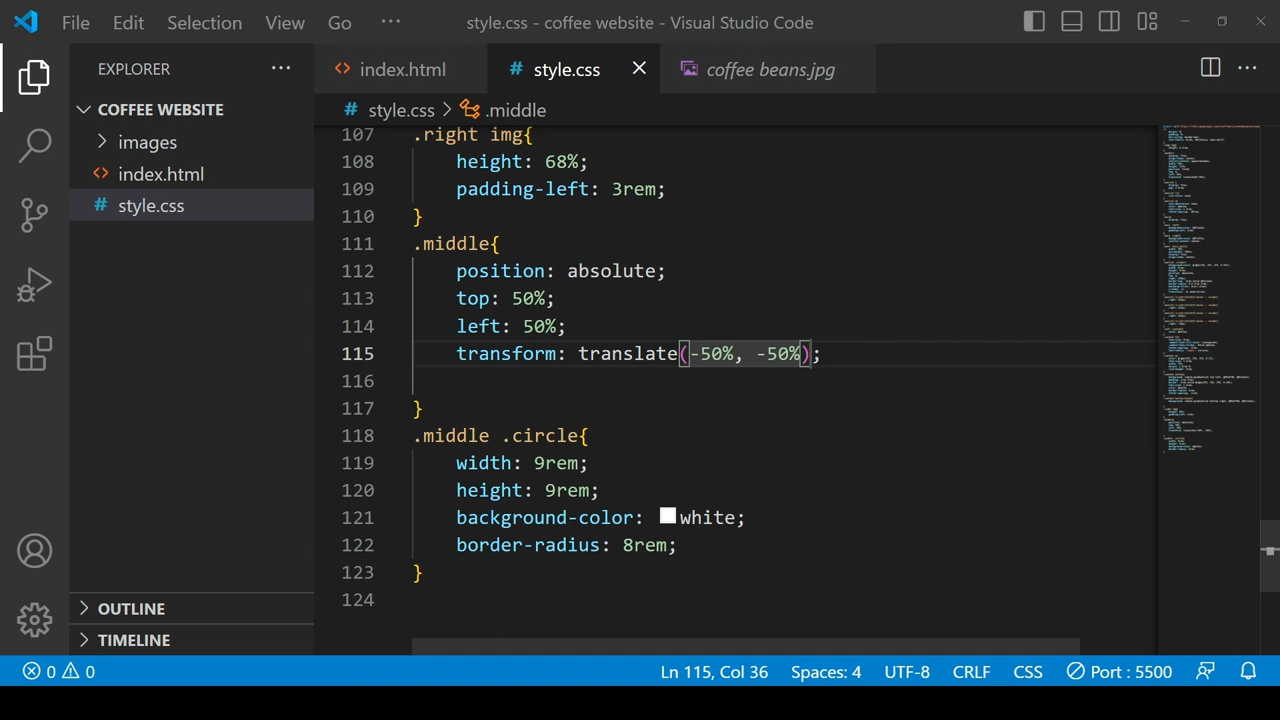 File Edit Selection View Go ··· style.css - coffee website - Visual Studio Code
EXPLORER ···
COFFEE WEBSITE
images
index.html
style.css
OUTLINE
TIMELINE
index.html style.css coffee beans.jpg ···
style.css > .middle
107 .right img{
108 height: 68%;
109 padding-left: 3rem;
110 }
111 .middle{
112 position: absolute;
113 top: 50%;
114 left: 50%;
115 transform: translate(-50%, -50%);
116
117 }
118 .middle .circle{
119 width: 9rem;
120 height: 9rem;
121 background-color: white;
122 border-radius: 8rem;
123 }
124
0 0 Ln 115, Col 36 Spaces: 4 UTF-8 CRLF CSS Port : 5500